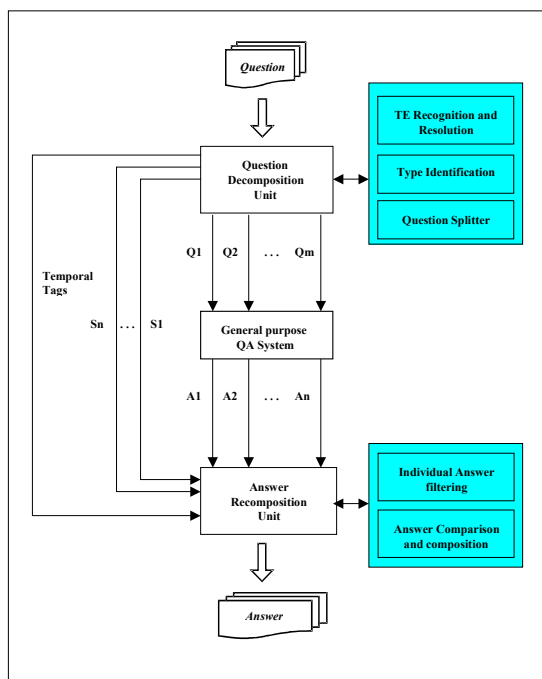 Question
TE Recognition and
Resolution
Question
Decomposition
Unit
Type Identification
Question Splitter
Q1 Q2 . . . Qm
Temporal
Tags
Sn . . . S1
General purpose
QA System
A1 A2 . . . An
Answer
Recomposition
Unit
Individual Answer
filtering
Answer Comparison
and composition
Answer